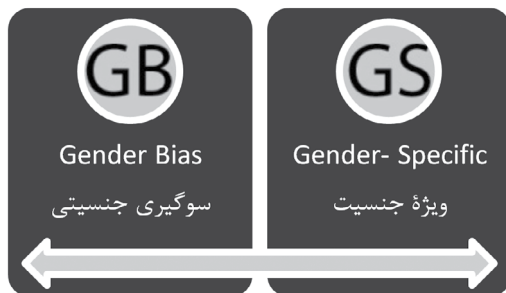 GB
Gender Bias
سوگیری جنسیتی
GS
Gender- Specific
ویژهٔ جنسیت